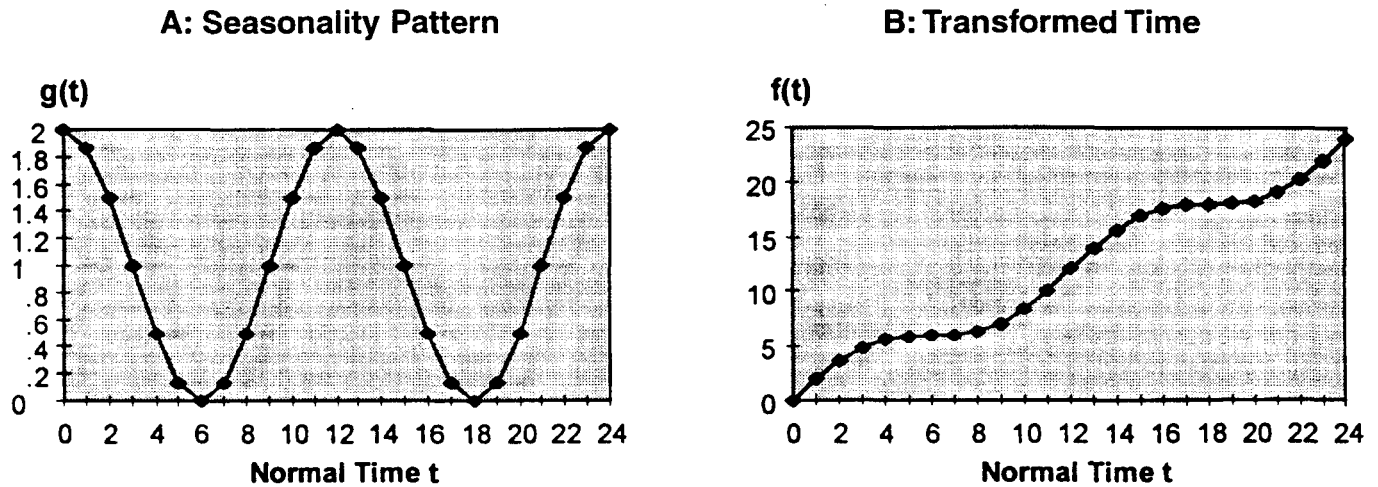 A: Seasonality Pattern
g(t)
2
1.8
1.6
1.4
1.2
1
.8
.6
.4
.2
0
0 2 4 6 8 10 12 14 16 18 20 22 24
Normal Time t
B: Transformed Time
f(t)
25
20
15
10
5
0
0 2 4 6 8 10 12 14 16 18 20 22 24
Normal Time t